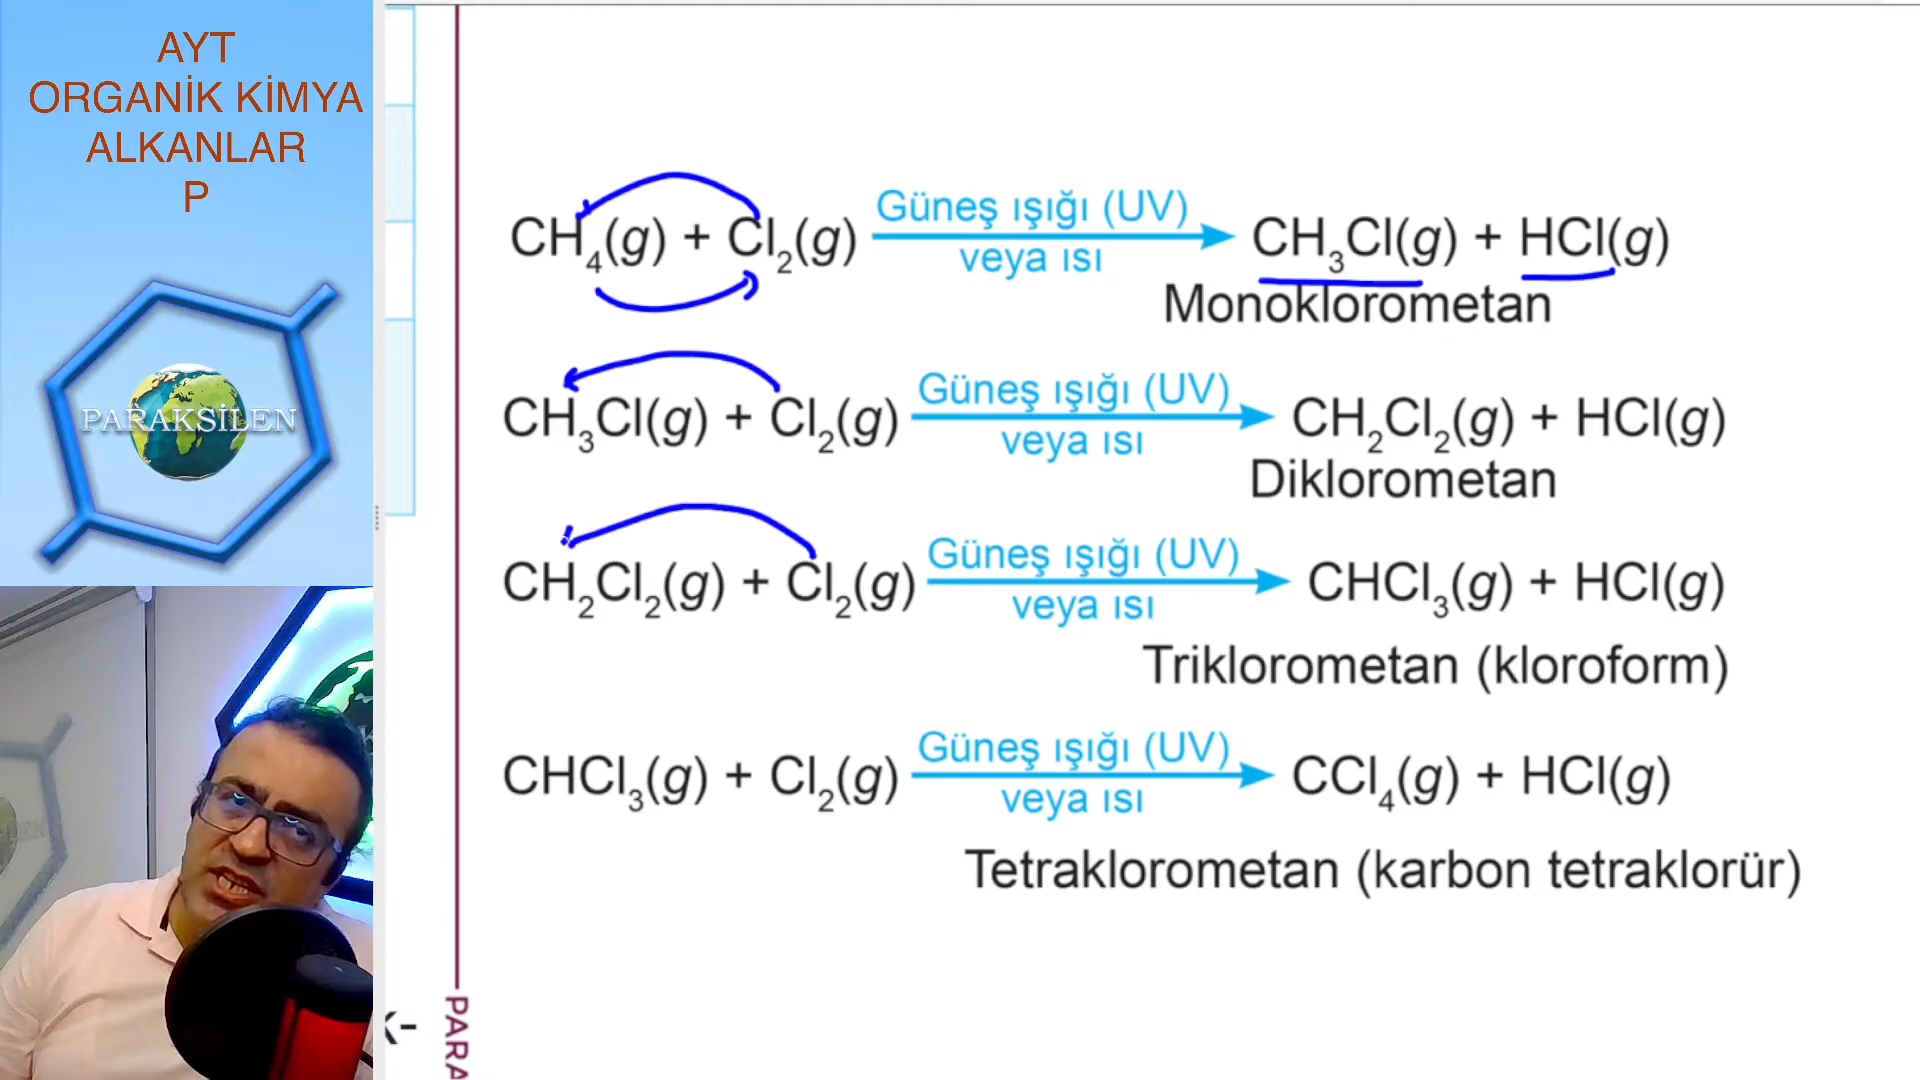 AYT
ORGANİK KİMYA
ALKANLAR
P
PARAKSİLEN
CH₄(g) + Cl₂(g) Güneş ışığı (UV) veya ısı CH₃Cl(g) + HCl(g)
Monoklorometan
CH₃Cl(g) + Cl₂(g) Güneş ışığı (UV) veya ısı CH₂Cl₂(g) + HCl(g)
Diklorometan
CH₂Cl₂(g) + Cl₂(g) Güneş ışığı (UV) veya ısı CHCl₃(g) + HCl(g)
Triklorometan (kloroform)
CHCl₃(g) + Cl₂(g) Güneş ışığı (UV) veya ısı CCl₄(g) + HCl(g)
Tetraklorometan (karbon tetraklorür)
PARA